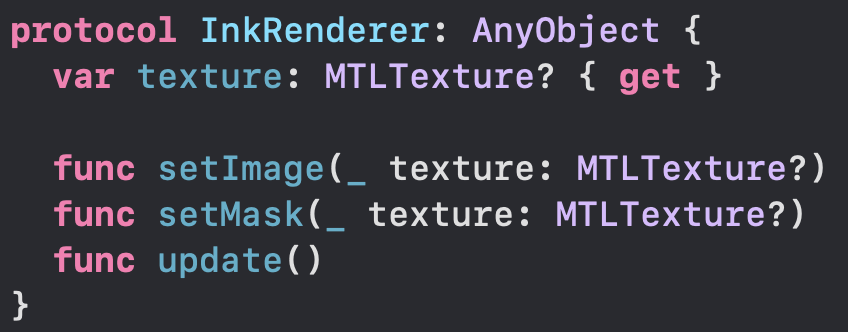 protocol InkRenderer: AnyObject {
  var texture: MTLTexture? { get }

  func setImage(_ texture: MTLTexture?)
  func setMask(_ texture: MTLTexture?)
  func update()
}